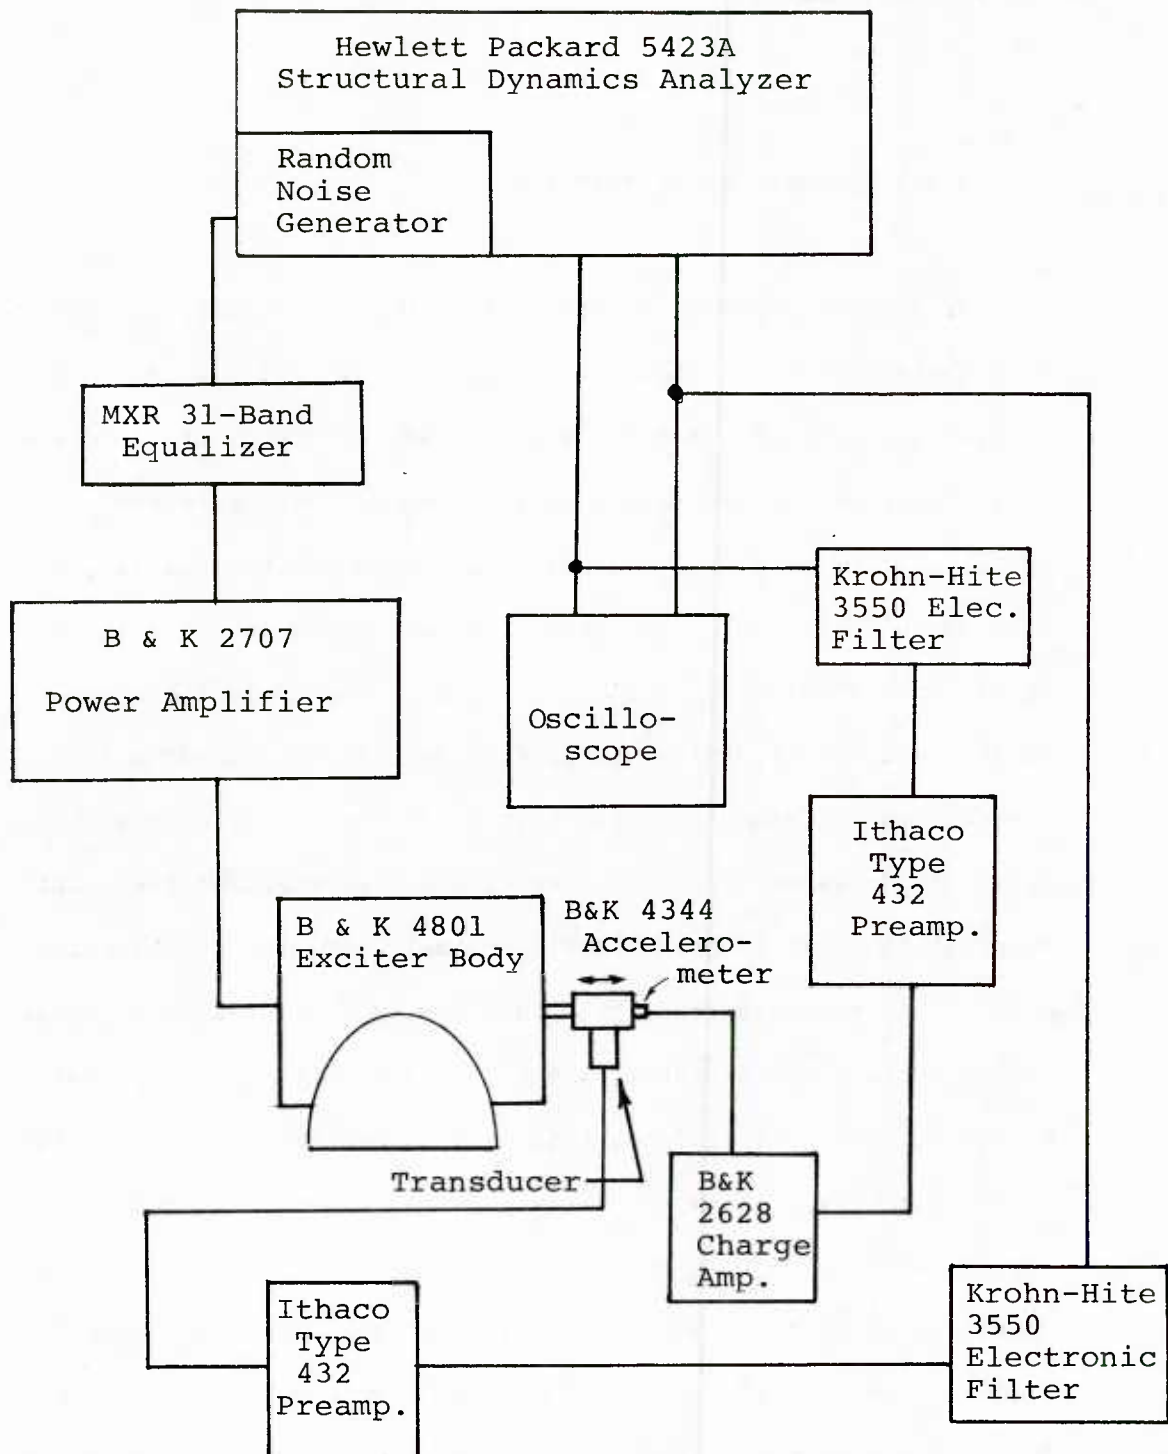 Hewlett Packard 5423A
Structural Dynamics Analyzer
Random
Noise
Generator
MXR 31-Band
Equalizer
B & K 2707
Power Amplifier
Oscillo-
scope
Krohn-Hite
3550 Elec.
Filter
Ithaco
Type
432
Preamp.
B & K 4801
Exciter Body
B&K 4344
Accelero-
meter
Transducer
B&K
2628
Charge
Amp.
Ithaco
Type
432
Preamp.
Krohn-Hite
3550
Electronic
Filter